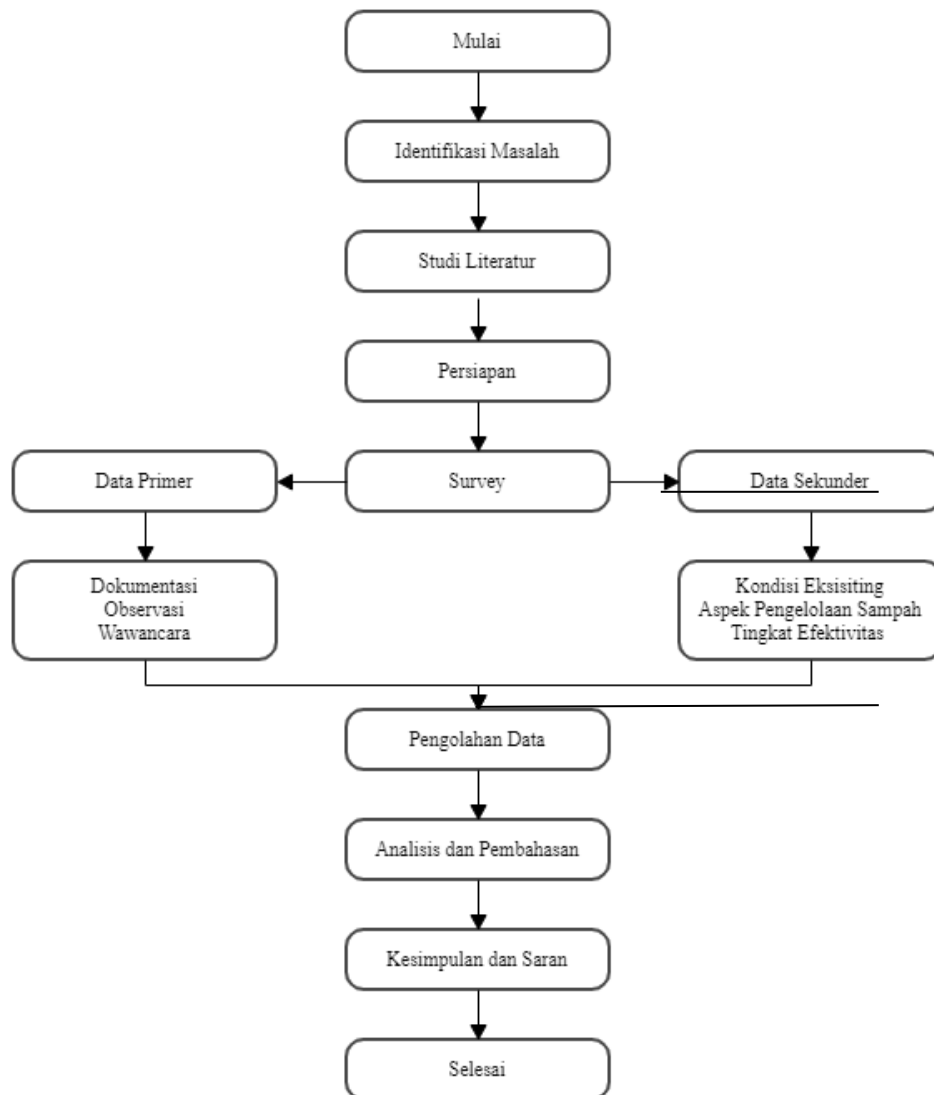 Mulai
Identifikasi Masalah
Studi Literatur
Persiapan
Data Primer
Survey
Data Sekunder
Dokumentasi
Observasi
Wawancara
Kondisi Eksisiting
Aspek Pengelolaan Sampah
Tingkat Efektivitas
Pengolahan Data
Analisis dan Pembahasan
Kesimpulan dan Saran
Selesai